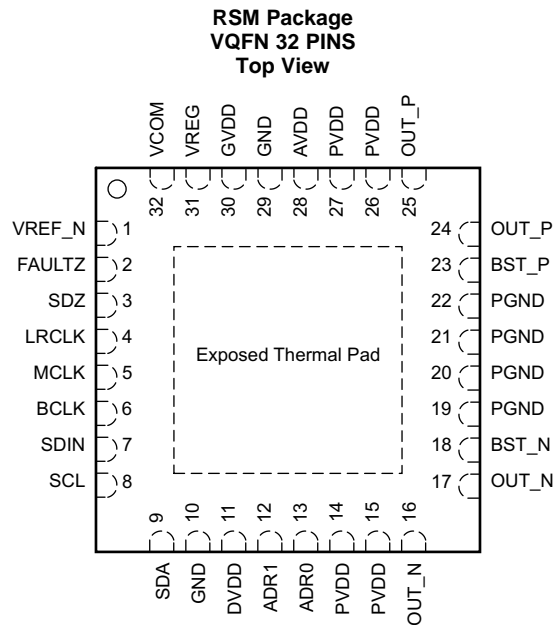 RSM Package
VQFN 32 PINS
Top View
VCOM
VREG
GVDD
GND
AVDD
PVDD
PVDD
OUT_P
32
31
30
29
28
27
26
25
VREF_N 1
FAULTZ 2
SDZ 3
LRCLK 4
MCLK 5
BCLK 6
SDIN 7
SCL 8
Exposed Thermal Pad
24 OUT_P
23 BST_P
22 PGND
21 PGND
20 PGND
19 PGND
18 BST_N
17 OUT_N
9
10
11
12
13
14
15
16
SDA
GND
DVDD
ADR1
ADR0
PVDD
PVDD
OUT_N